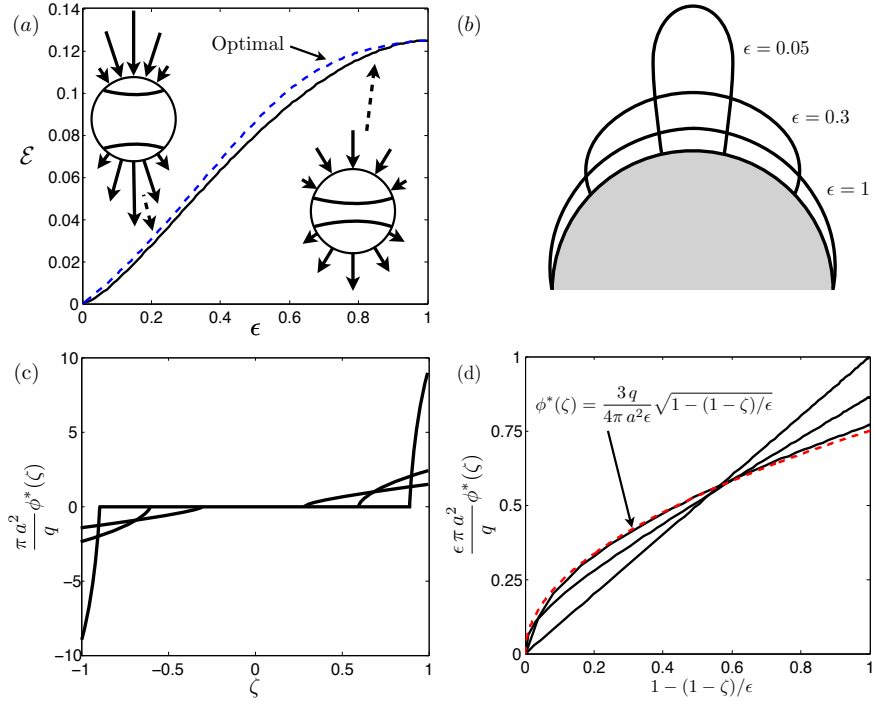 (a)
0.14
0.12
0.10
0.08
0.06
0.04
0.02
0
0 0.2 0.4 0.6 0.8 1
ℰ
ϵ
Optimal
(b)
ϵ = 0.05
ϵ = 0.3
ϵ = 1
(c)
10
5
0
−5
−10
−1 −0.5 0 0.5 1
π a² / q φ*(ζ)
ζ
(d)
1
0.75
0.5
0.25
0
0 0.2 0.4 0.6 0.8 1
ϵ π a² / q φ*(ζ)
1−(1−ζ)/ϵ
φ*(ζ) = 3 q / 4π a²ϵ √1−(1−ζ)/ϵ